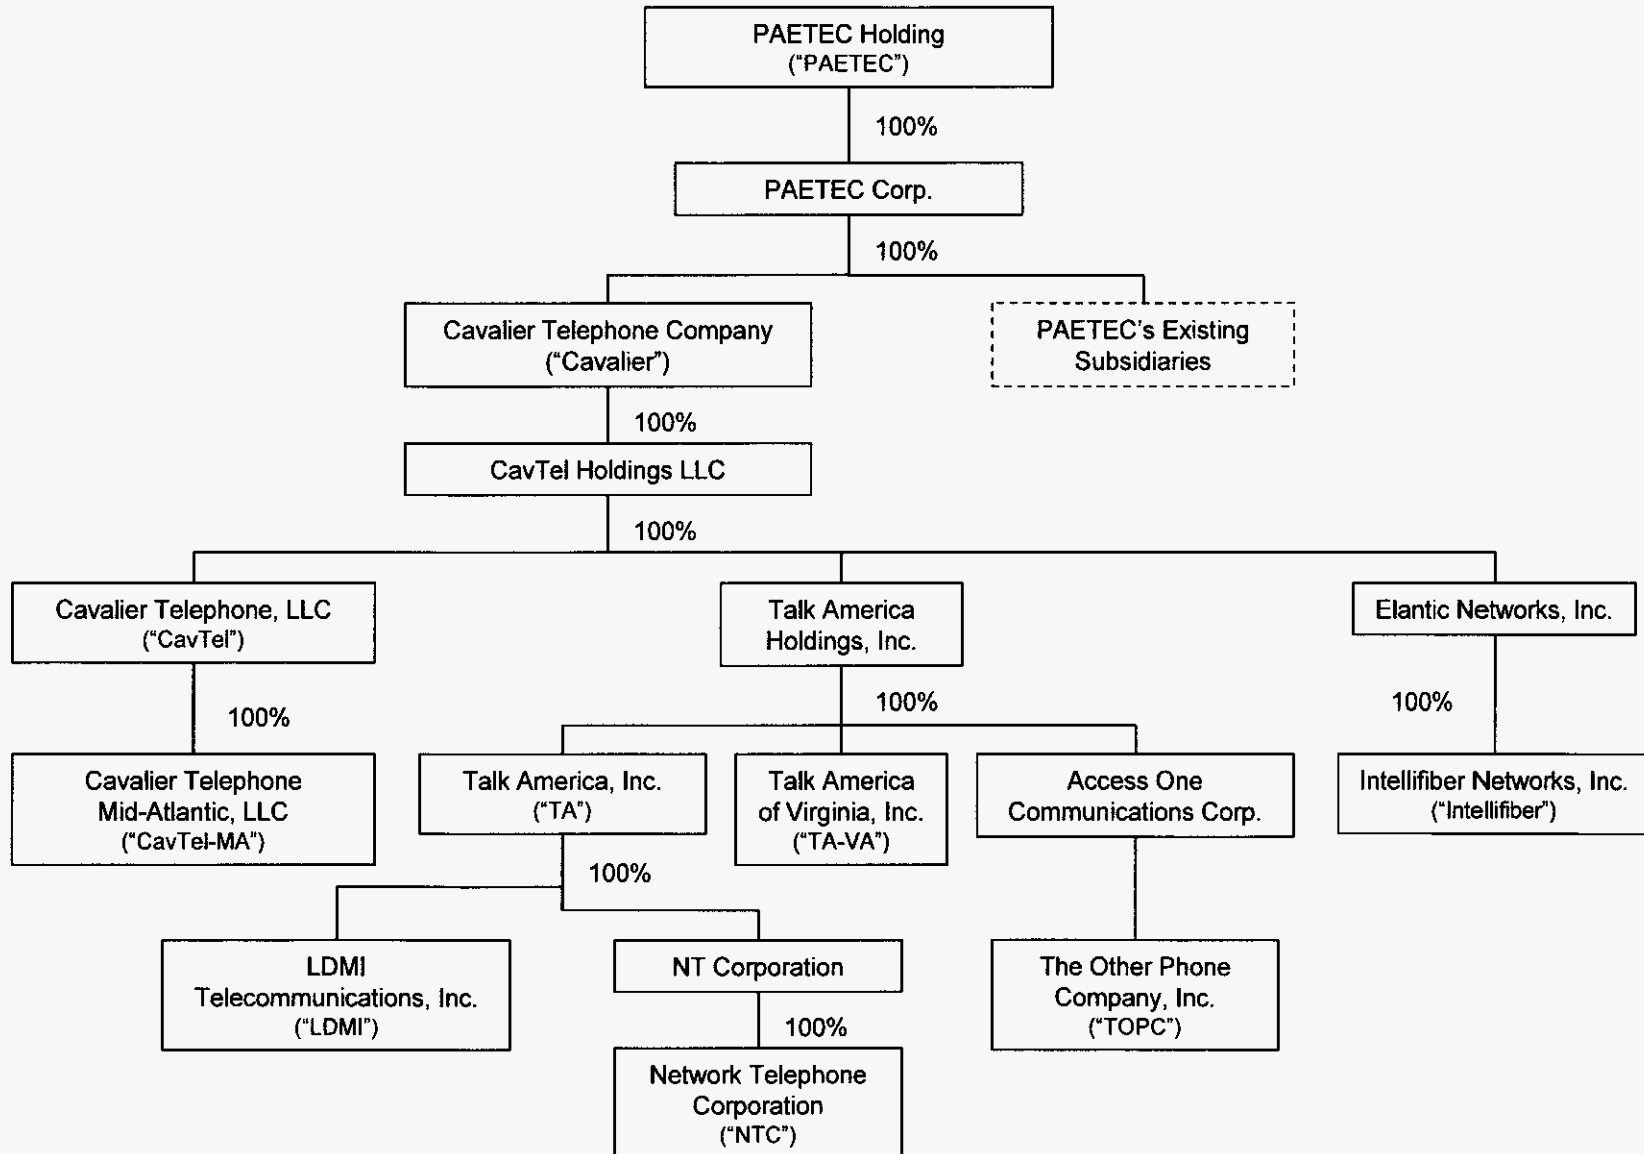 PAETEC Holding
("PAETEC")
100%
PAETEC Corp.
100%
Cavalier Telephone Company
("Cavalier")
PAETEC's Existing
Subsidiaries
100%
CavTel Holdings LLC
100%
Cavalier Telephone, LLC
("CavTel")
Talk America
Holdings, Inc.
Elantic Networks, Inc.
100%
100%
100%
Cavalier Telephone
Mid-Atlantic, LLC
("CavTel-MA")
Talk America, Inc.
("TA")
Talk America
of Virginia, Inc.
("TA-VA")
Access One
Communications Corp.
Intellifiber Networks, Inc.
("Intellifiber")
100%
LDMI
Telecommunications, Inc.
("LDMI")
NT Corporation
The Other Phone
Company, Inc.
("TOPC")
100%
Network Telephone
Corporation
("NTC")